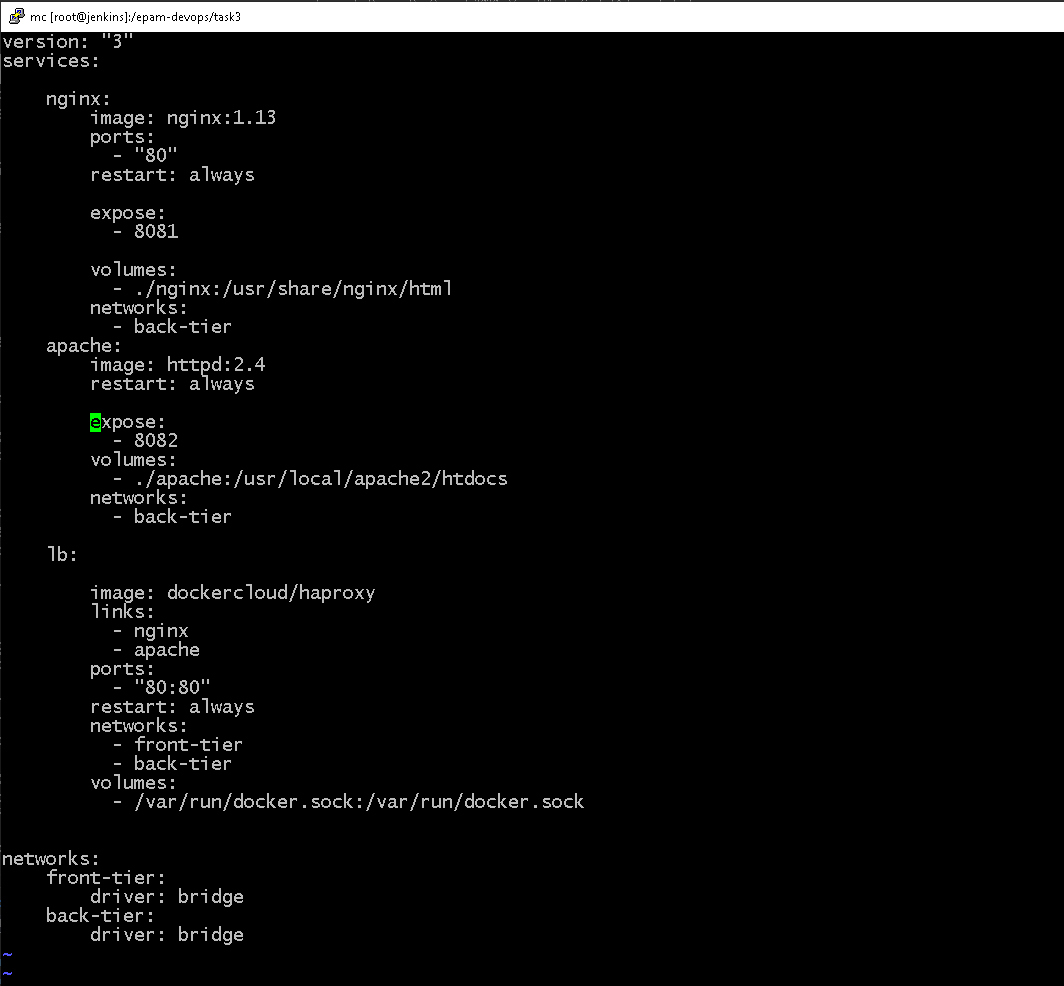 mc [root@jenkins]:/epam-devops/task3
version: "3"
services:
    nginx:
        image: nginx:1.13
        ports:
          - "80"
        restart: always
        expose:
          - 8081
        volumes:
          - ./nginx:/usr/share/nginx/html
        networks:
          - back-tier
    apache:
        image: httpd:2.4
        restart: always
        expose:
          - 8082
        volumes:
          - ./apache:/usr/local/apache2/htdocs
        networks:
          - back-tier
    lb:
        image: dockercloud/haproxy
        links:
          - nginx
          - apache
        ports:
          - "80:80"
        restart: always
        networks:
          - front-tier
          - back-tier
        volumes:
          - /var/run/docker.sock:/var/run/docker.sock
networks:
    front-tier:
        driver: bridge
    back-tier:
        driver: bridge
~
~